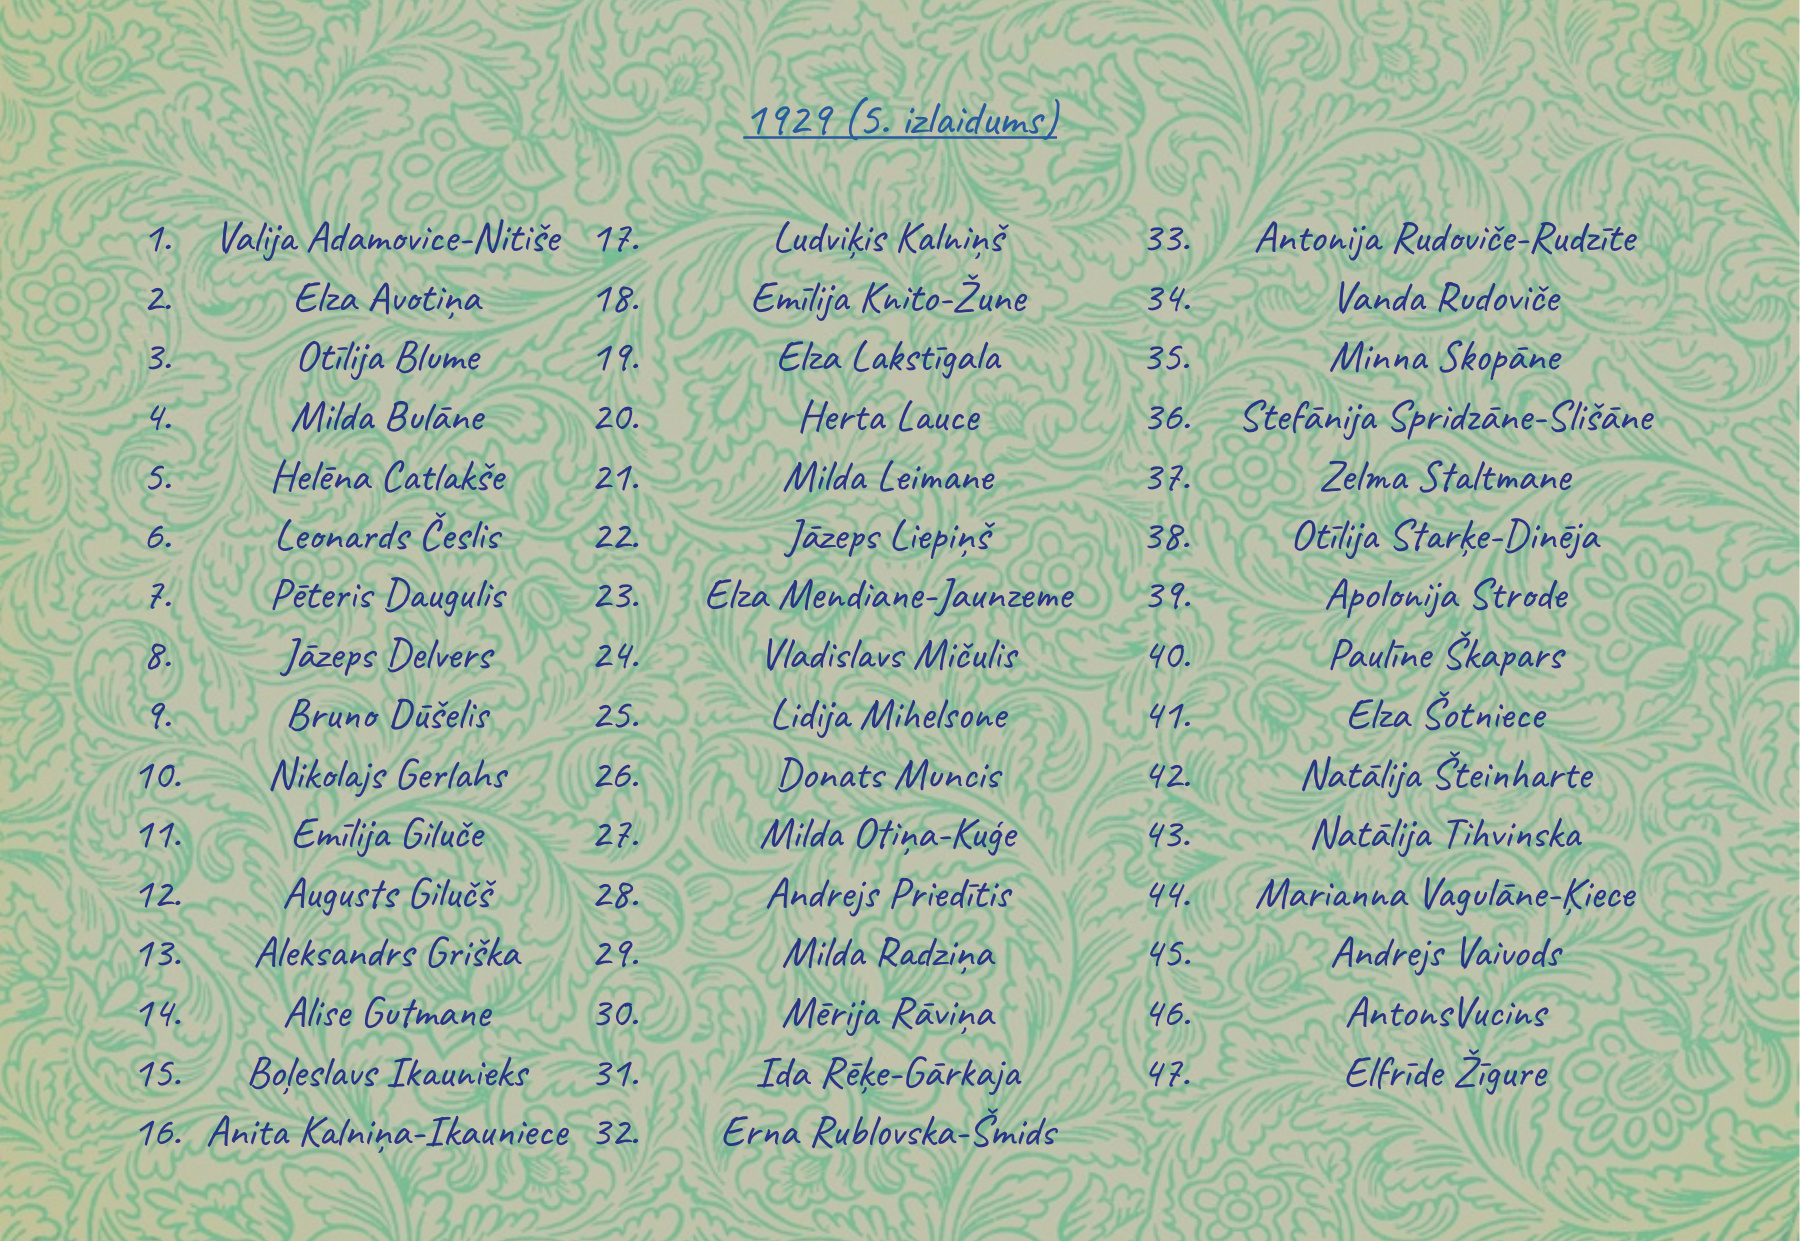 1929 (5. izlaidums)
1. Valija Adamovice-Nitiše
2. Elza Avotiņa
3. Otīlija Blume
4. Milda Bulāne
5. Helēna Catlakše
6. Leonards Česlis
7. Pēteris Daugulis
8. Jāzeps Delvers
9. Bruno Dūšelis
10. Nikolajs Gerlahs
11. Emīlija Giluče
12. Augusts Gilučš
13. Aleksandrs Griška
14. Alise Gutmane
15. Boļeslavs Ikaunieks
16. Anita Kalniņa-Ikauniece
17. Ludviķis Kalniņš
18. Emīlija Knito-Žune
19. Elza Lakstīgala
20. Herta Lauce
21. Milda Leimane
22. Jāzeps Liepiņš
23. Elza Mendiane-Jaunzeme
24. Vladislavs Mičulis
25. Lidija Mihelsone
26. Donats Muncis
27. Milda Otiņa-Kuģe
28. Andrejs Priedītis
29. Milda Radziņa
30. Mērija Rāviņa
31. Ida Rēķe-Gārkaja
32. Erna Rublovska-Šmids
33. Antonija Rudoviče-Rudzīte
34. Vanda Rudoviče
35. Minna Skopāne
36. Stefānija Spridzāne-Slišāne
37. Zelma Staltmane
38. Otīlija Starķe-Dinēja
39. Apolonija Strode
40. Paulīne Škapars
41. Elza Šotniece
42. Natālija Šteinharte
43. Natālija Tihvinska
44. Marianna Vagulāne-Ķiece
45. Andrejs Vaivods
46. AntonsVucins
47. Elfrīde Žīgure